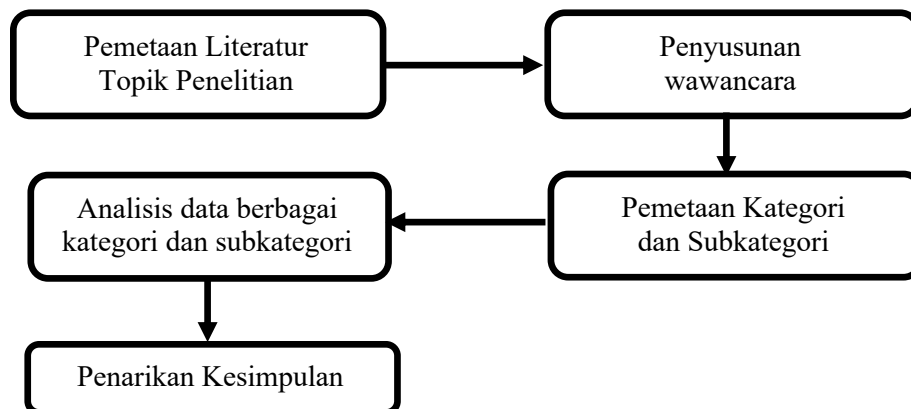 Pemetaan Literatur
Topik Penelitian
Penyusunan
wawancara
Pemetaan Kategori
dan Subkategori
Analisis data berbagai
kategori dan subkategori
Penarikan Kesimpulan